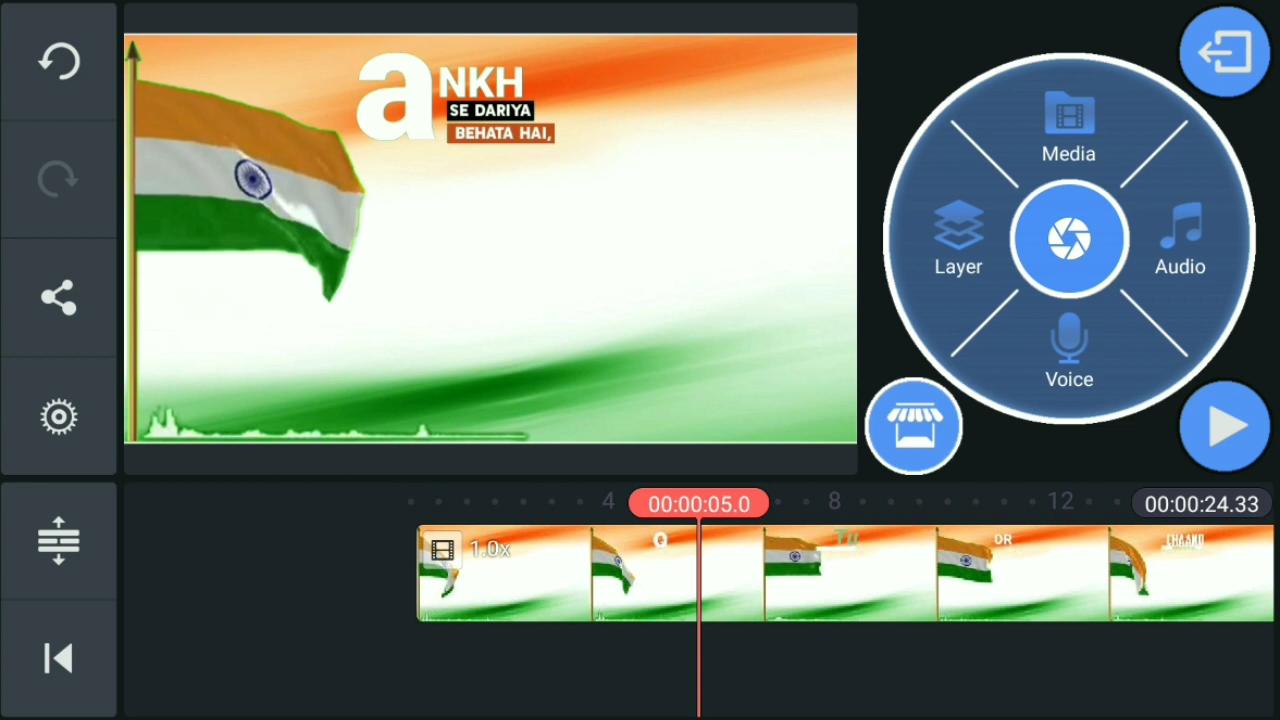 aNKH
SE DARIYA
BEHATA HAI,
Media
Layer
Audio
Voice
4
00:00:05.0
8
12
00:00:24.33
1.0x
OR
CHAAND